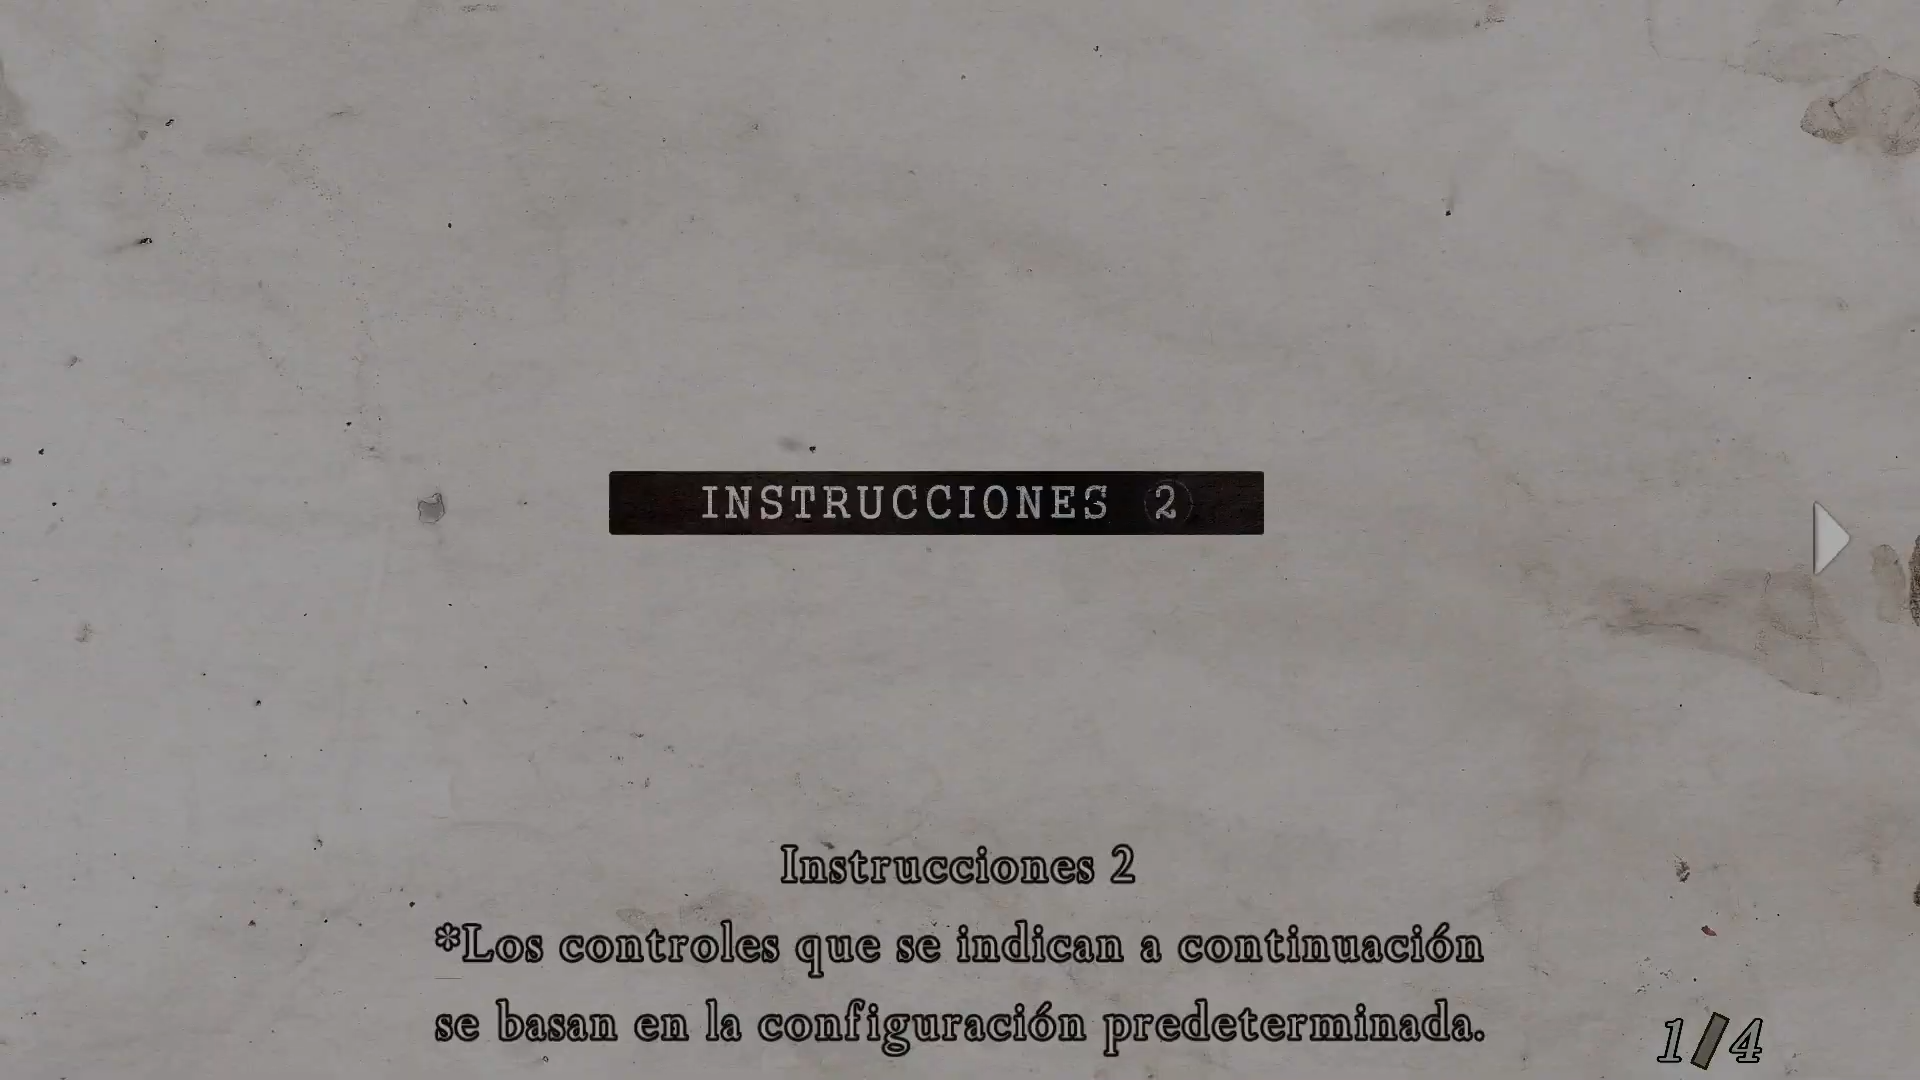 INSTRUCCIONES 2
Instrucciones 2
*Los controles que se indican a continuación
se basan en la configuración predeterminada.
1/4